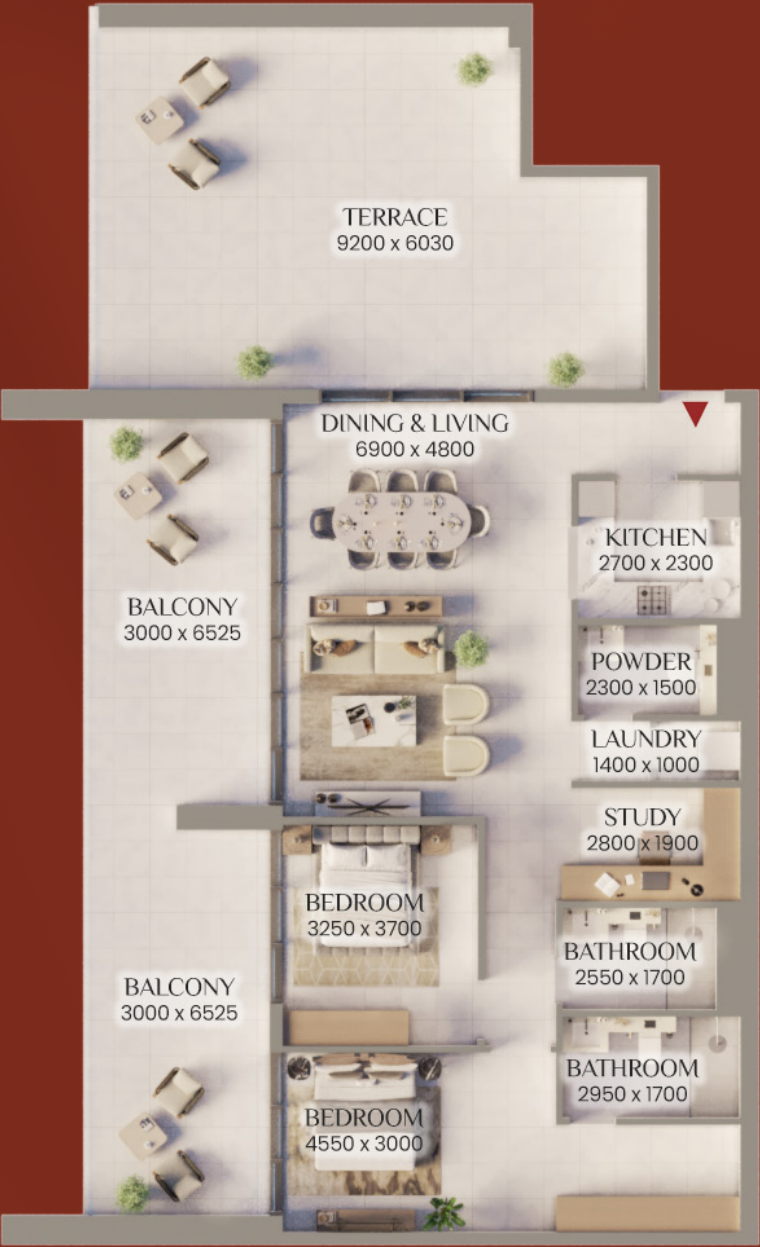 TERRACE
9200 x 6030
DINING & LIVING
6900 x 4800
KITCHEN
2700 x 2300
BALCONY
3000 x 6525
POWDER
2300 x 1500
LAUNDRY
1400 x 1000
STUDY
2800 x 1900
BEDROOM
3250 x 3700
BATHROOM
2550 x 1700
BALCONY
3000 x 6525
BATHROOM
2950 x 1700
BEDROOM
4550 x 3000